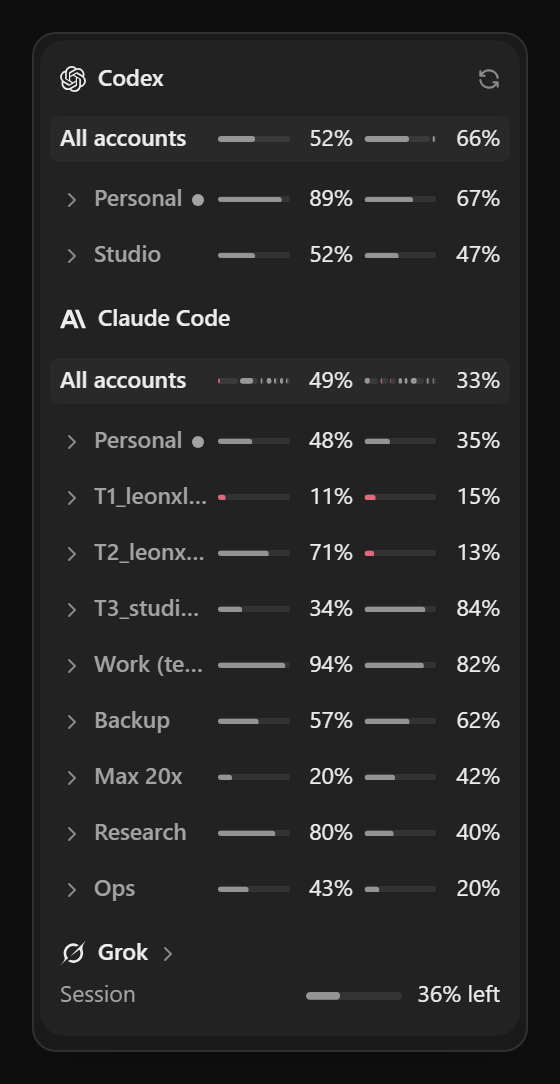 Codex
All accounts 52% 66%
Personal 89% 67%
Studio 52% 47%
Claude Code
All accounts 49% 33%
Personal 48% 35%
T1_leonxl... 11% 15%
T2_leonx... 71% 13%
T3_studi... 34% 84%
Work (te... 94% 82%
Backup 57% 62%
Max 20x 20% 42%
Research 80% 40%
Ops 43% 20%
Grok
Session 36% left